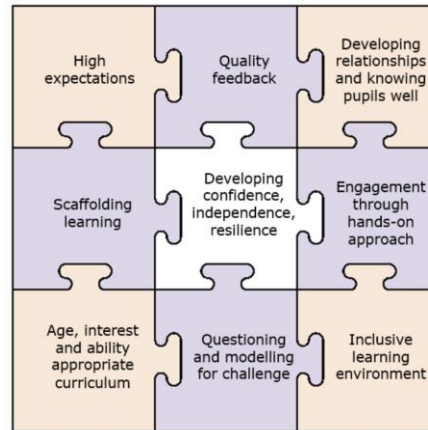 High
expectations
Quality
feedback
Developing
relationships
and knowing
pupils well
Scaffolding
learning
Developing
confidence,
independence,
resilience
Engagement
through
hands-on
approach
Age, interest
and ability
appropriate
curriculum
Questioning
and modelling
for challenge
Inclusive
learning
environment